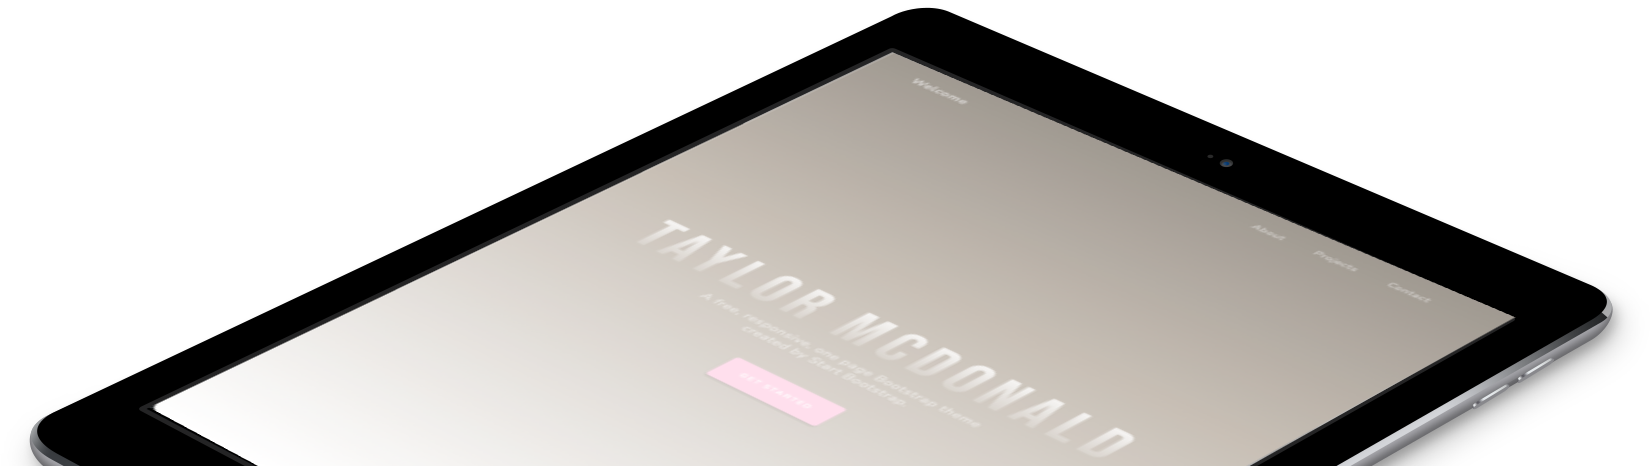 Welcome
About
Projects
Contact
TAYLOR MCDONALD
A free, responsive, one page Bootstrap theme
created by Start Bootstrap.
GET STARTED